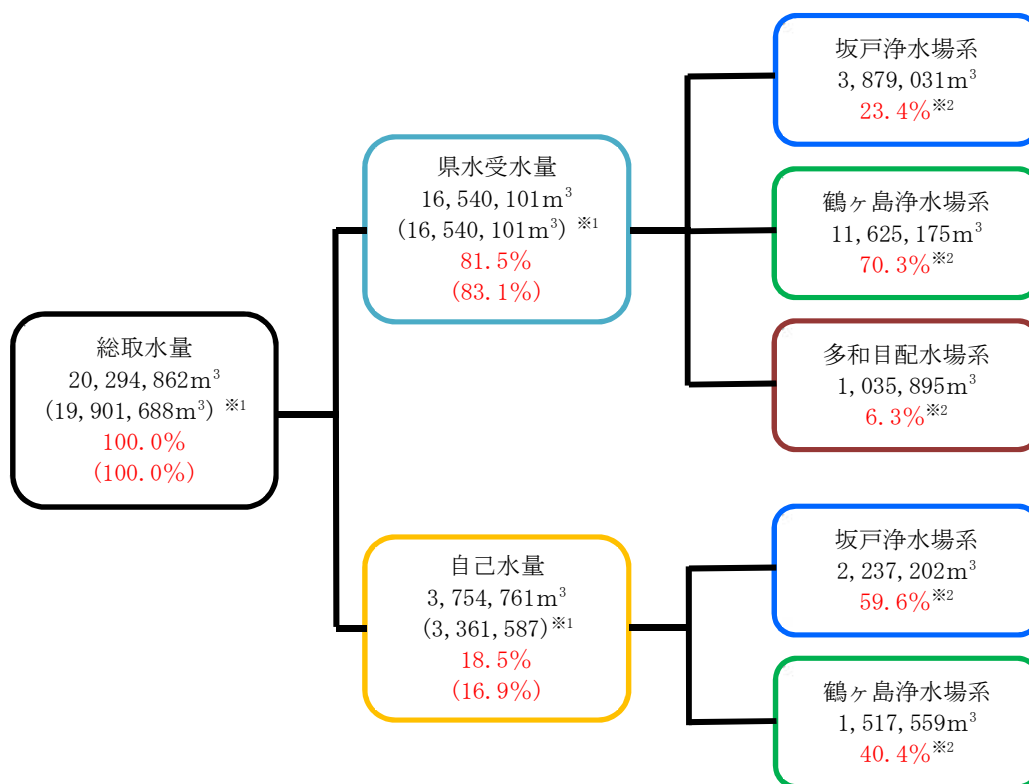 総取水量
20,294,862m³
(19,901,688m³)※1
100.0%
(100.0%)
県水受水量
16,540,101m³
(16,540,101m³)※1
81.5%
(83.1%)
坂戸浄水場系
3,879,031m³
23.4%※2
鶴ヶ島浄水場系
11,625,175m³
70.3%※2
多和目配水場系
1,035,895m³
6.3%※2
自己水量
3,754,761m³
(3,361,587)※1
18.5%
(16.9%)
坂戸浄水場系
2,237,202m³
59.6%※2
鶴ヶ島浄水場系
1,517,559m³
40.4%※2